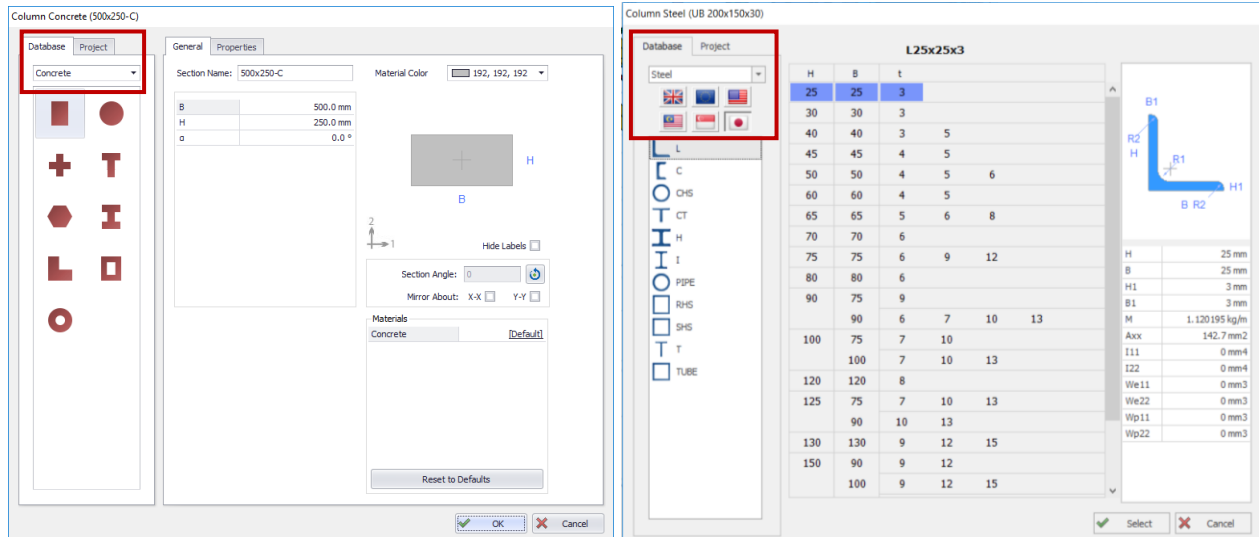 Column Concrete (500x250-C)
Database Project
Concrete
General Properties
Section Name: 500x250-C Material Color 192, 192, 192
B 500.0 mm
H 250.0 mm
α 0.0 °
H
B
2
1
Hide Labels
Section Angle: 0
Mirror About: X-X Y-Y
Materials
Concrete [Default]
Reset to Defaults
OK Cancel
Column Steel (UB 200x150x30)
Database Project
Steel
L
C
CHS
CT
H
I
PIPE
RHS
SHS
T
TUBE
L25x25x3
H B t
25 25 3
30 30 3
40 40 3 5
45 45 4 5
50 50 4 5 6
60 60 4 5
65 65 5 6 8
70 70 6
75 75 6 9 12
80 80 6
90 75 9
90 6 7 10 13
100 75 7 10
100 7 10 13
120 120 8
125 75 7 10 13
90 10 13
130 130 9 12 15
150 90 9 12
100 9 12 15
B1
R2
H R1
H1
B R2
H 25 mm
B 25 mm
H1 3 mm
B1 3 mm
M 1.120195 kg/m
Axx 142.7 mm2
I11 0 mm4
I22 0 mm4
We11 0 mm3
We22 0 mm3
Wp11 0 mm3
Wp22 0 mm3
Select Cancel